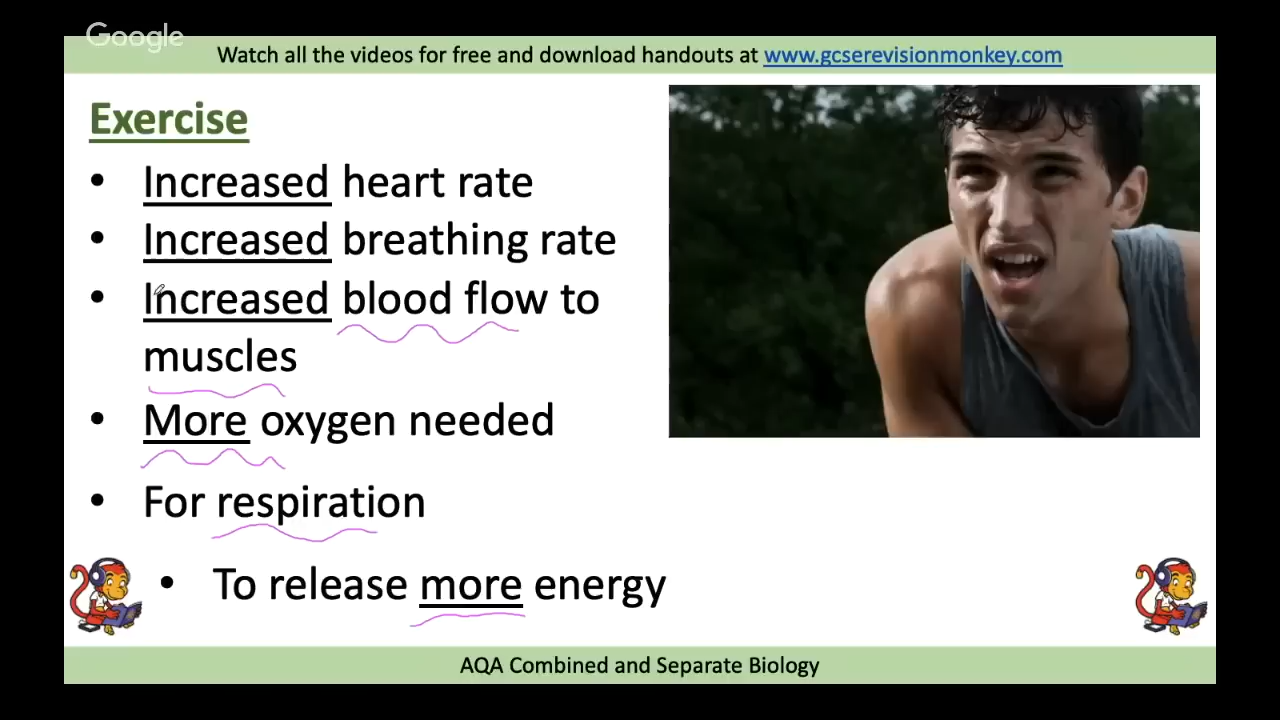 Google
Watch all the videos for free and download handouts at www.gcserevisionmonkey.com
Exercise
• Increased heart rate
• Increased breathing rate
• Increased blood flow to
muscles
• More oxygen needed
• For respiration
• To release more energy
AQA Combined and Separate Biology